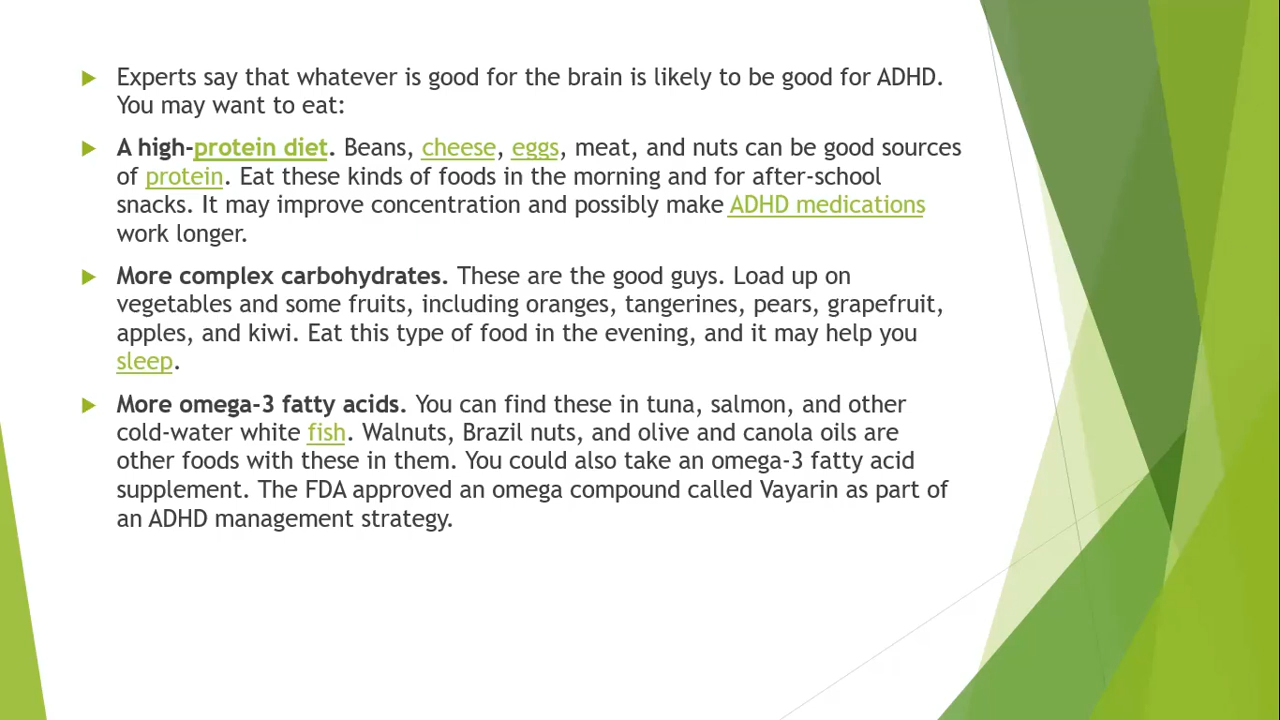 Experts say that whatever is good for the brain is likely to be good for ADHD.
You may want to eat:
A high-protein diet. Beans, cheese, eggs, meat, and nuts can be good sources
of protein. Eat these kinds of foods in the morning and for after-school
snacks. It may improve concentration and possibly make ADHD medications
work longer.
More complex carbohydrates. These are the good guys. Load up on
vegetables and some fruits, including oranges, tangerines, pears, grapefruit,
apples, and kiwi. Eat this type of food in the evening, and it may help you
sleep.
More omega-3 fatty acids. You can find these in tuna, salmon, and other
cold-water white fish. Walnuts, Brazil nuts, and olive and canola oils are
other foods with these in them. You could also take an omega-3 fatty acid
supplement. The FDA approved an omega compound called Vayarin as part of
an ADHD management strategy.